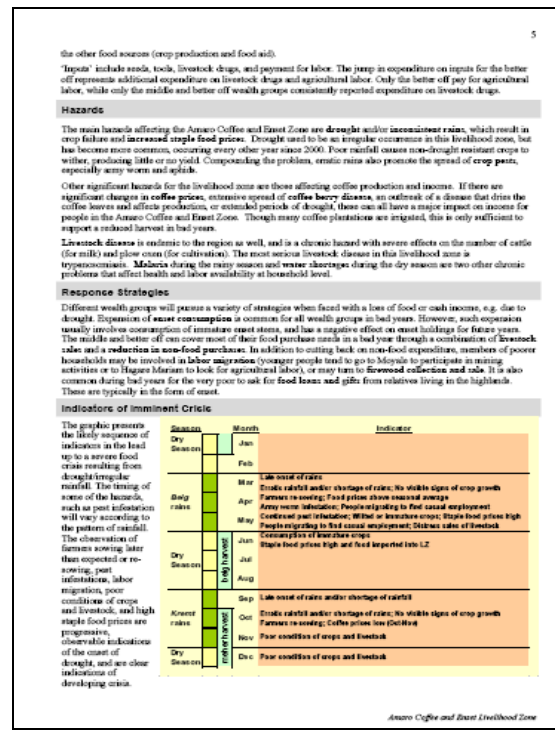 5
the other food sources (crop production and food aid).
'Inputs' include seeds, tools, livestock drugs, and payment for labor. The jump in expenditure on inputs for the better
off represents additional expenditure on livestock drugs and agricultural labor. Only the better off pay for agricultural
labor, while only the middle and better off wealth groups consistently reported expenditure on livestock drugs.
Hazards
The main hazards affecting the Amaro Coffee and Enset Zone are drought and/or inconsistent rains, which result in
crop failure and increased staple food prices. Drought used to be an irregular occurrence in this livelihood zone, but
has become more common, occurring every other year since 2000. Poor rainfall causes non-drought resistant crops to
wither, producing little or no yield. Compounding the problem, erratic rains also promote the spread of crop pests,
especially army worm and aphids.
Other significant hazards for the livelihood zone are those affecting coffee production and income. If there are
significant changes in coffee prices, extensive spread of coffee berry disease, an outbreak of a disease that dries the
coffee leaves and affects production, or extended periods of drought, these can all have a major impact on income for
people in the Amaro Coffee and Enset Zone. Though many coffee plantations are irrigated, this is only sufficient to
support a reduced harvest in bad years.
Livestock disease is endemic to the region as well, and is a chronic hazard with severe effects on the number of cattle
(for milk) and plow oxen (for cultivation). The most serious livestock disease in this livelihood zone is
trypanosomiasis. Malaria during the rainy season and water shortages during the dry season are two other chronic
problems that affect health and labor availability at household level.
Response Strategies
Different wealth groups will pursue a variety of strategies when faced with a loss of food or cash income, e.g. due to
drought. Expansion of enset consumption is common for all wealth groups in bad years. However, such expansion
usually involves consumption of immature enset stems, and has a negative effect on enset holdings for future years.
The middle and better off can cover most of their food purchase needs in a bad year through a combination of livestock
sales and a reduction in non-food purchases. In addition to cutting back on non-food expenditure, members of poorer
households may be involved in labor migration (younger people tend to go to Moyale to participate in mining
activities or to Hagare Mariam to look for agricultural labor), or may turn to firewood collection and sale. It is also
common during bad years for the very poor to ask for food loans and gifts from relatives living in the highlands.
These are typically in the form of enset.
Indicators of Imminent Crisis
The graphic presents
the likely sequence of
indicators in the lead
up to a severe food
crisis resulting from
drought/irregular
rainfall. The timing of
some of the hazards,
such as pest infestation
will vary according to
the pattern of rainfall.
The observation of
farmers sowing later
than expected or re-
sowing, pest
infestations, labor
migration, poor
conditions of crops
and livestock, and high
staple food prices are
progressive,
observable indications
of the onset of
drought, and are clear
indications of
developing crisis.
Season Month Indicator
Dry
Season
Jan
Feb
Belg
rains
Mar
Late onset of rains
Erratic rainfall and/or shortage of rains; No visible signs of crop growth
Apr
Farmers re-sowing; Food prices above seasonal average
Army worm infestation; People migrating to find casual employment
May
Continued pest infestation; Wilted or immature crops; Staple food prices high
People migrating to find casual employment; Distress sales of livestock
Dry
Season
belg harvest
Jun
Consumption of immature crops
Staple food prices high and food imported into LZ
Jul
Aug
Kremt
rains
meher harvest
Sep Late onset of rains and/or shortage of rainfall
Oct
Erratic rainfall and/or shortage of rains; No visible signs of crop growth
Farmers re-sowing; Coffee prices low (Oct-Nov)
Nov Poor condition of crops and livestock
Dry
Season
Dec Poor condition of crops and livestock
Amaro Coffee and Enset Livelihood Zone